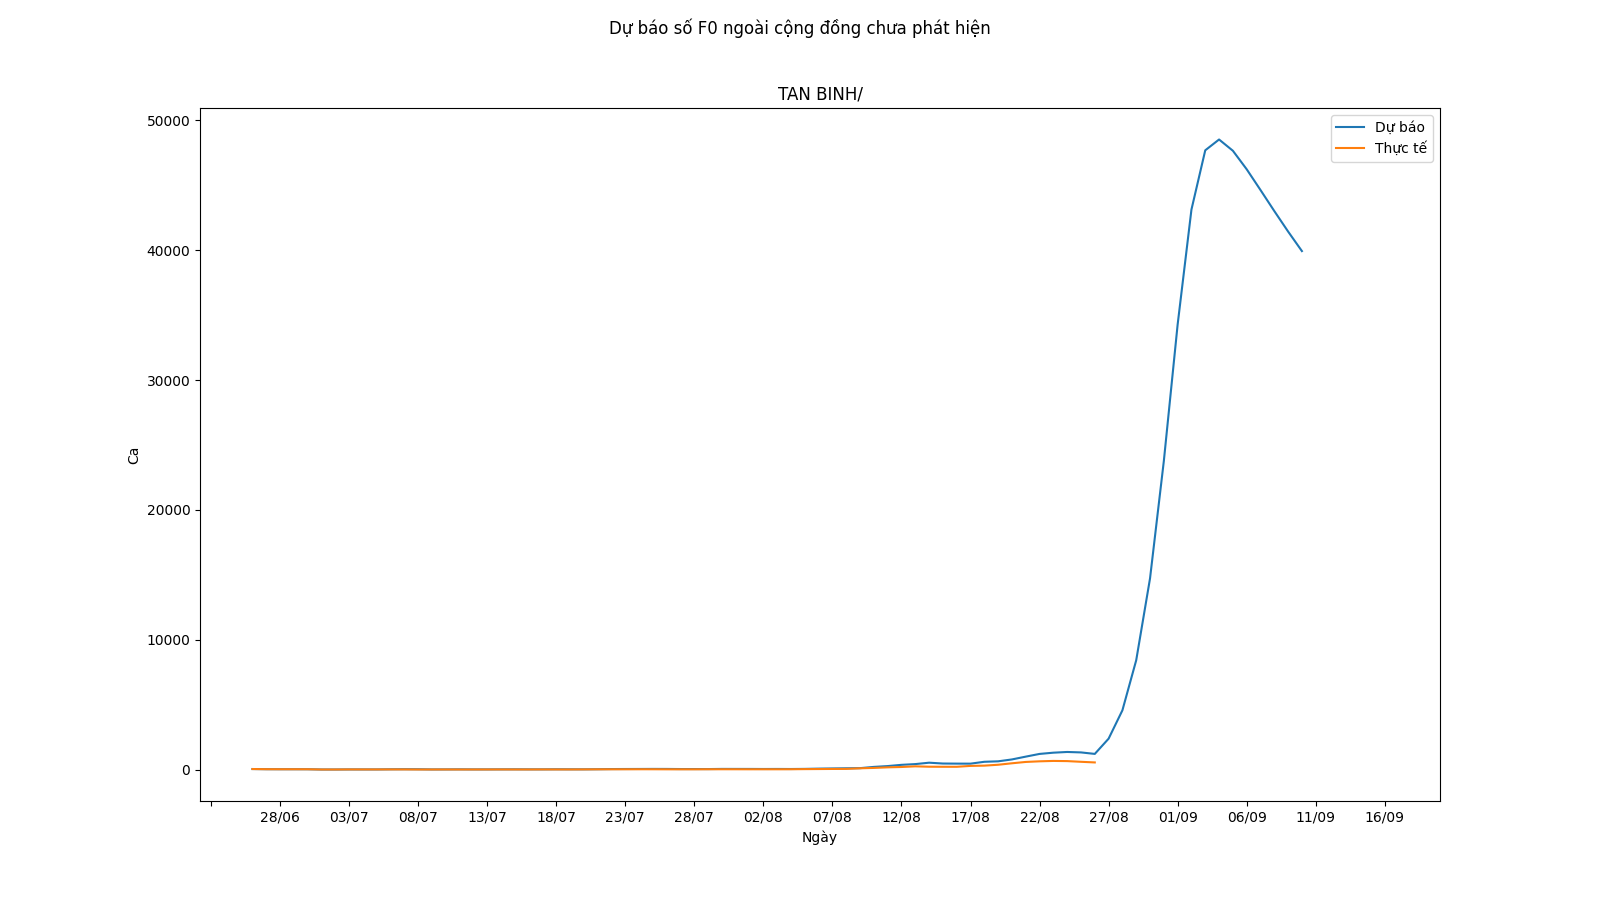 Dự báo số F0 ngoài cộng đồng chưa phát hiện
TAN BINH/
Dự báo
Thực tế
50000
40000
30000
20000
10000
0
Ca
28/06 03/07 08/07 13/07 18/07 23/07 28/07 02/08 07/08 12/08 17/08 22/08 27/08 01/09 06/09 11/09 16/09
Ngày